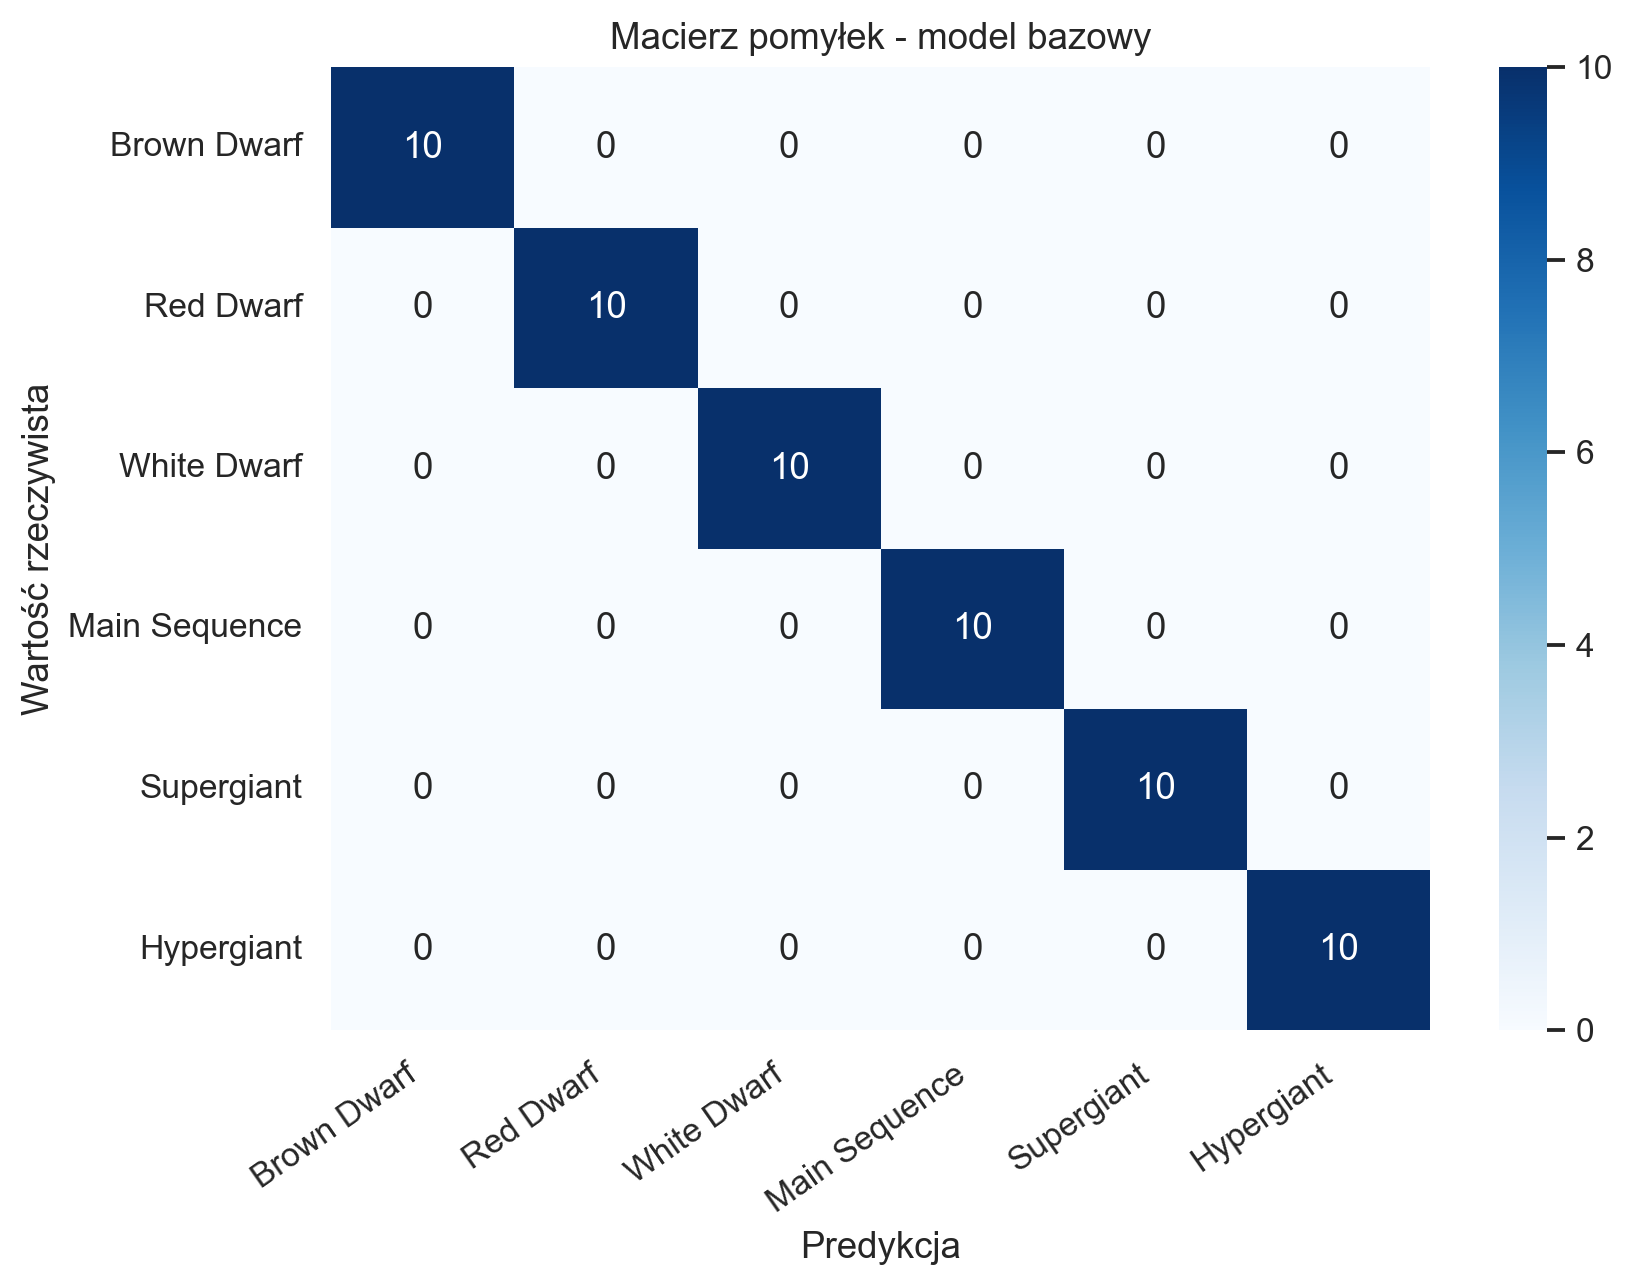 Macierz pomyłek - model bazowy
Wartość rzeczywista
Brown Dwarf 10 0 0 0 0 0
Red Dwarf 0 10 0 0 0 0
White Dwarf 0 0 10 0 0 0
Main Sequence 0 0 0 10 0 0
Supergiant 0 0 0 0 10 0
Hypergiant 0 0 0 0 0 10
Brown Dwarf Red Dwarf White Dwarf Main Sequence Supergiant Hypergiant
Predykcja
10
8
6
4
2
0